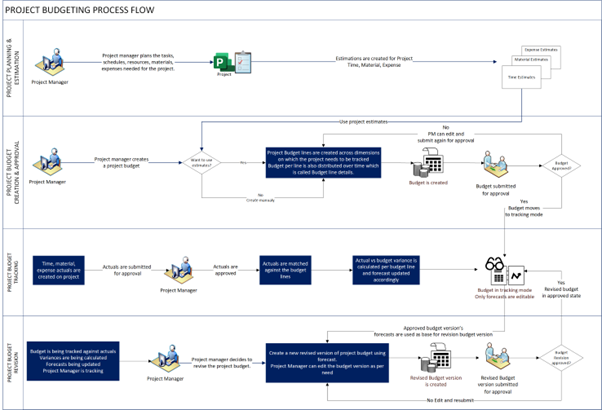 PROJECT BUDGETING PROCESS FLOW
PROJECT PLANNING &
ESTIMATION
Project Manager
Project manager plans the tasks,
schedules, resources, materials,
expenses needed for the project.
Project
Estimations are created for Project
Time, Material, Expense
Expense Estimates
Material Estimates
Time Estimates
Use project estimates
PROJECT BUDGET
CREATION & APPROVAL
Project Manager
Project manager creates
a project budget
Want to use
estimates?
Yes
No
Create manually
Project Budget lines are created across dimensions
on which the project needs to be tracked
Budget per line is also distributed over time which
is called Budget line details.
No
PM can edit and
submit again for approval
Budget is created
Budget submitted
for approval
Budget
Approved?
Yes
Budget moves
to tracking mode
PROJECT BUDGET
TRACKING
Time, material,
expense actuals are
created on project
Actuals are submitted
for approval
Project Manager
Actuals are
approved
Actuals are matched
against the budget
lines
Actual vs budget variance is
calculated per budget line
and forecast updated
accordingly
Budget in tracking mode
Only forecasts are editable
Yes
Revised budget
in approved state
PROJECT BUDGET
REVISION
Budget is being tracked against actuals
Variances are being calculated
Forecasts being updated
Project Manager is tracking
Project Manager
Project manager decides to
revise the project budget.
Create a new revised version of project budget using
forecast.
Project Manager can edit the budget version as per
need
Approved budget version's
forecasts are used as base for revision budget version
Revised Budget version
is created
Revised Budget
version submitted
for approval
Budget
Revision
approved?
No Edit and resubmit